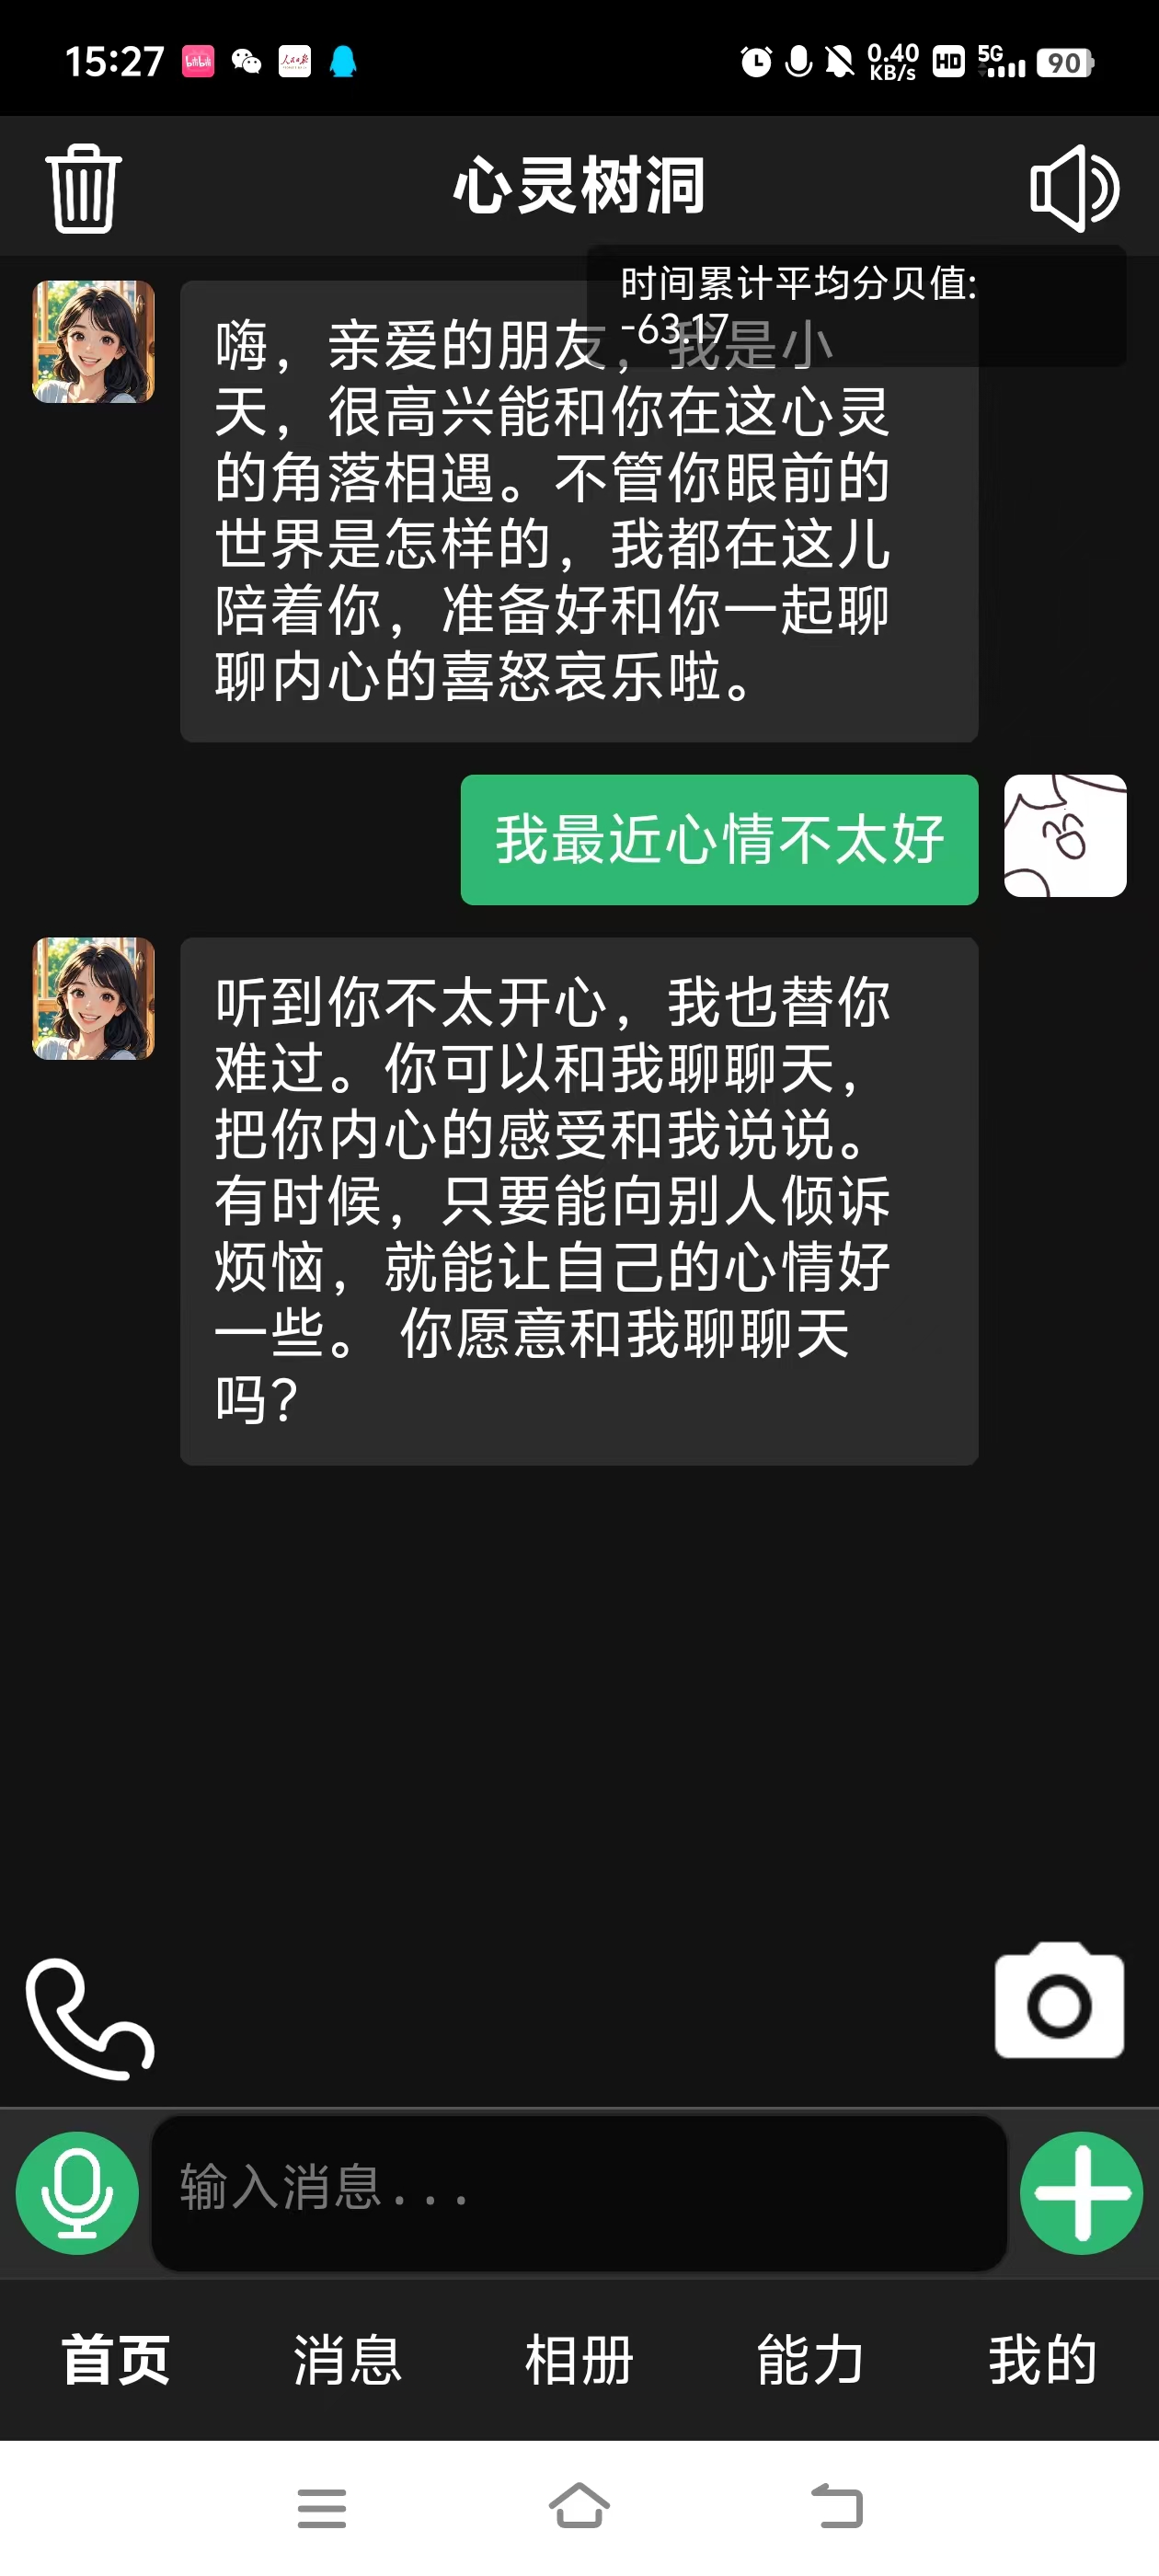 15:27
bilibili
人民日报
0.40
KB/s
HD
5G
90
心灵树洞
时间累计平均分贝值:
-63.17
嗨，亲爱的朋友，我是小
天，很高兴能和你在这心灵
的角落相遇。不管你眼前的
世界是怎样的，我都在这儿
陪着你，准备好和你一起聊
聊内心的喜怒哀乐啦。
我最近心情不太好
听到你不太开心，我也替你
难过。你可以和我聊聊天，
把你内心的感受和我说说。
有时候，只要能向别人倾诉
烦恼，就能让自己的心情好
一些。 你愿意和我聊聊天
吗？
输入消息...
首页
消息
相册
能力
我的